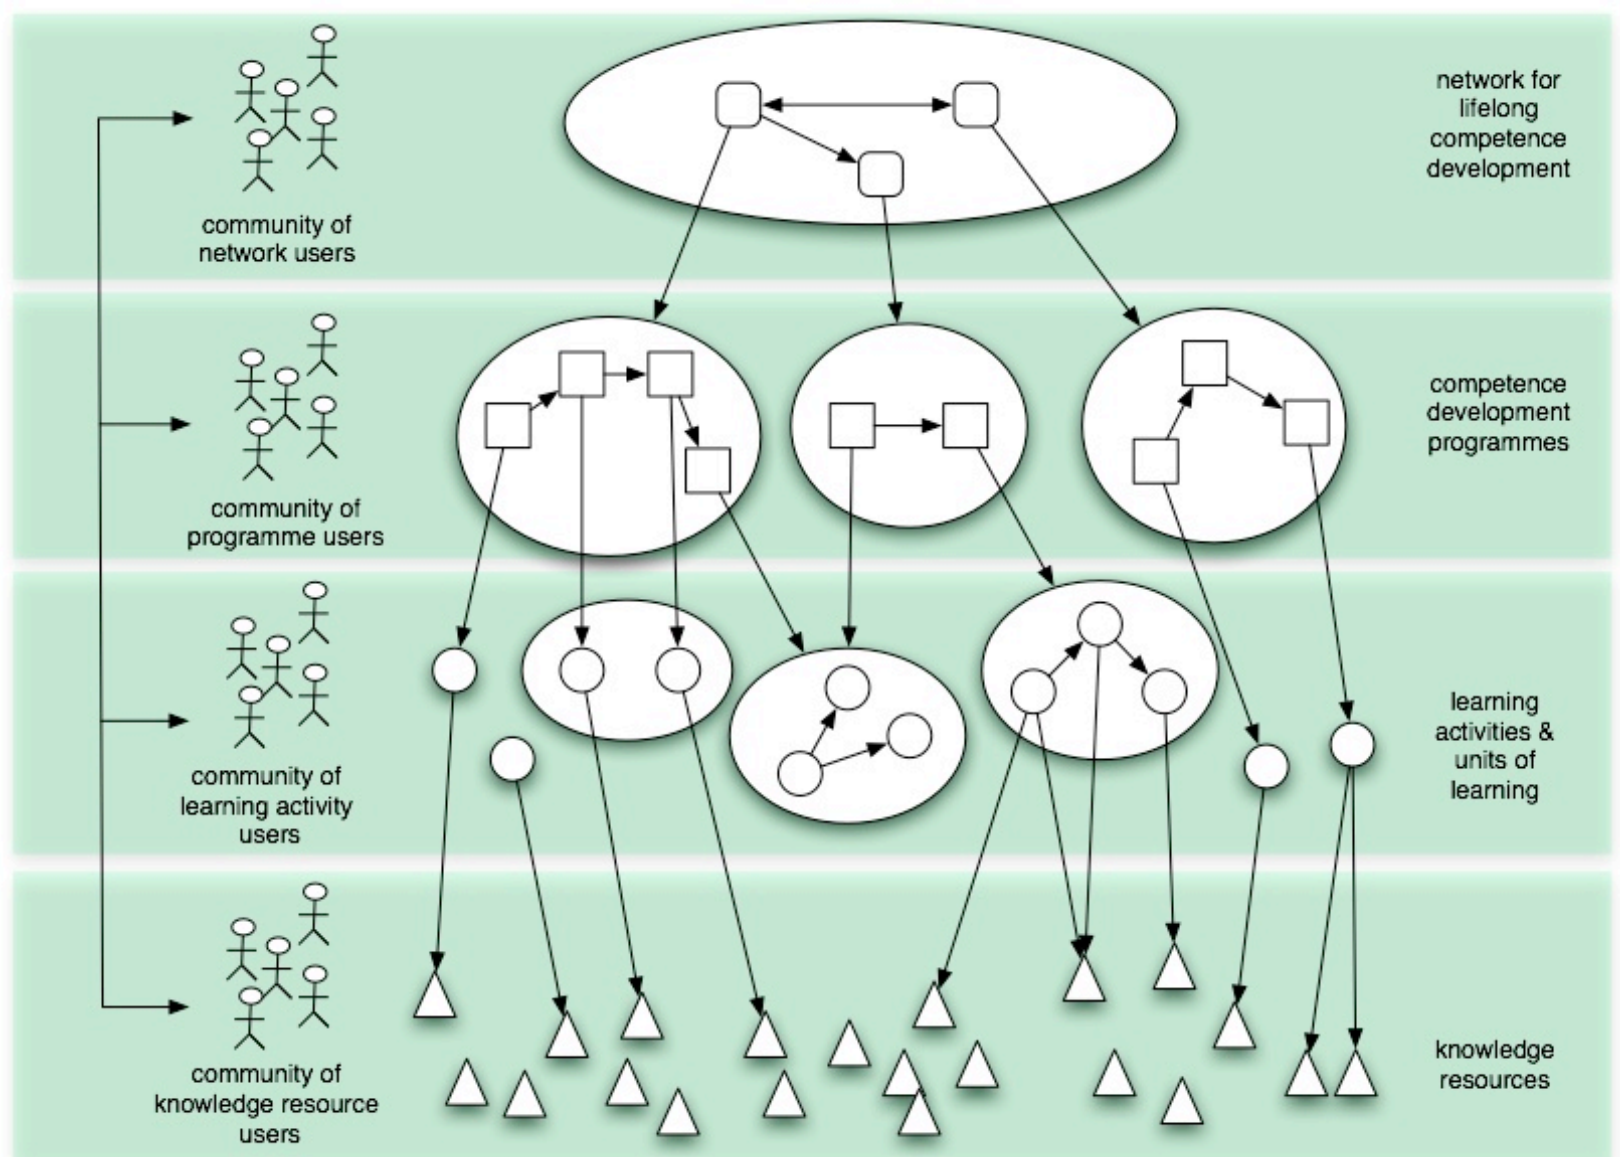 network for
lifelong
competence
development
community of
network users
competence
development
programmes
community of
programme users
learning
activities &
units of
learning
community of
learning activity
users
knowledge
resources
community of
knowledge resource
users